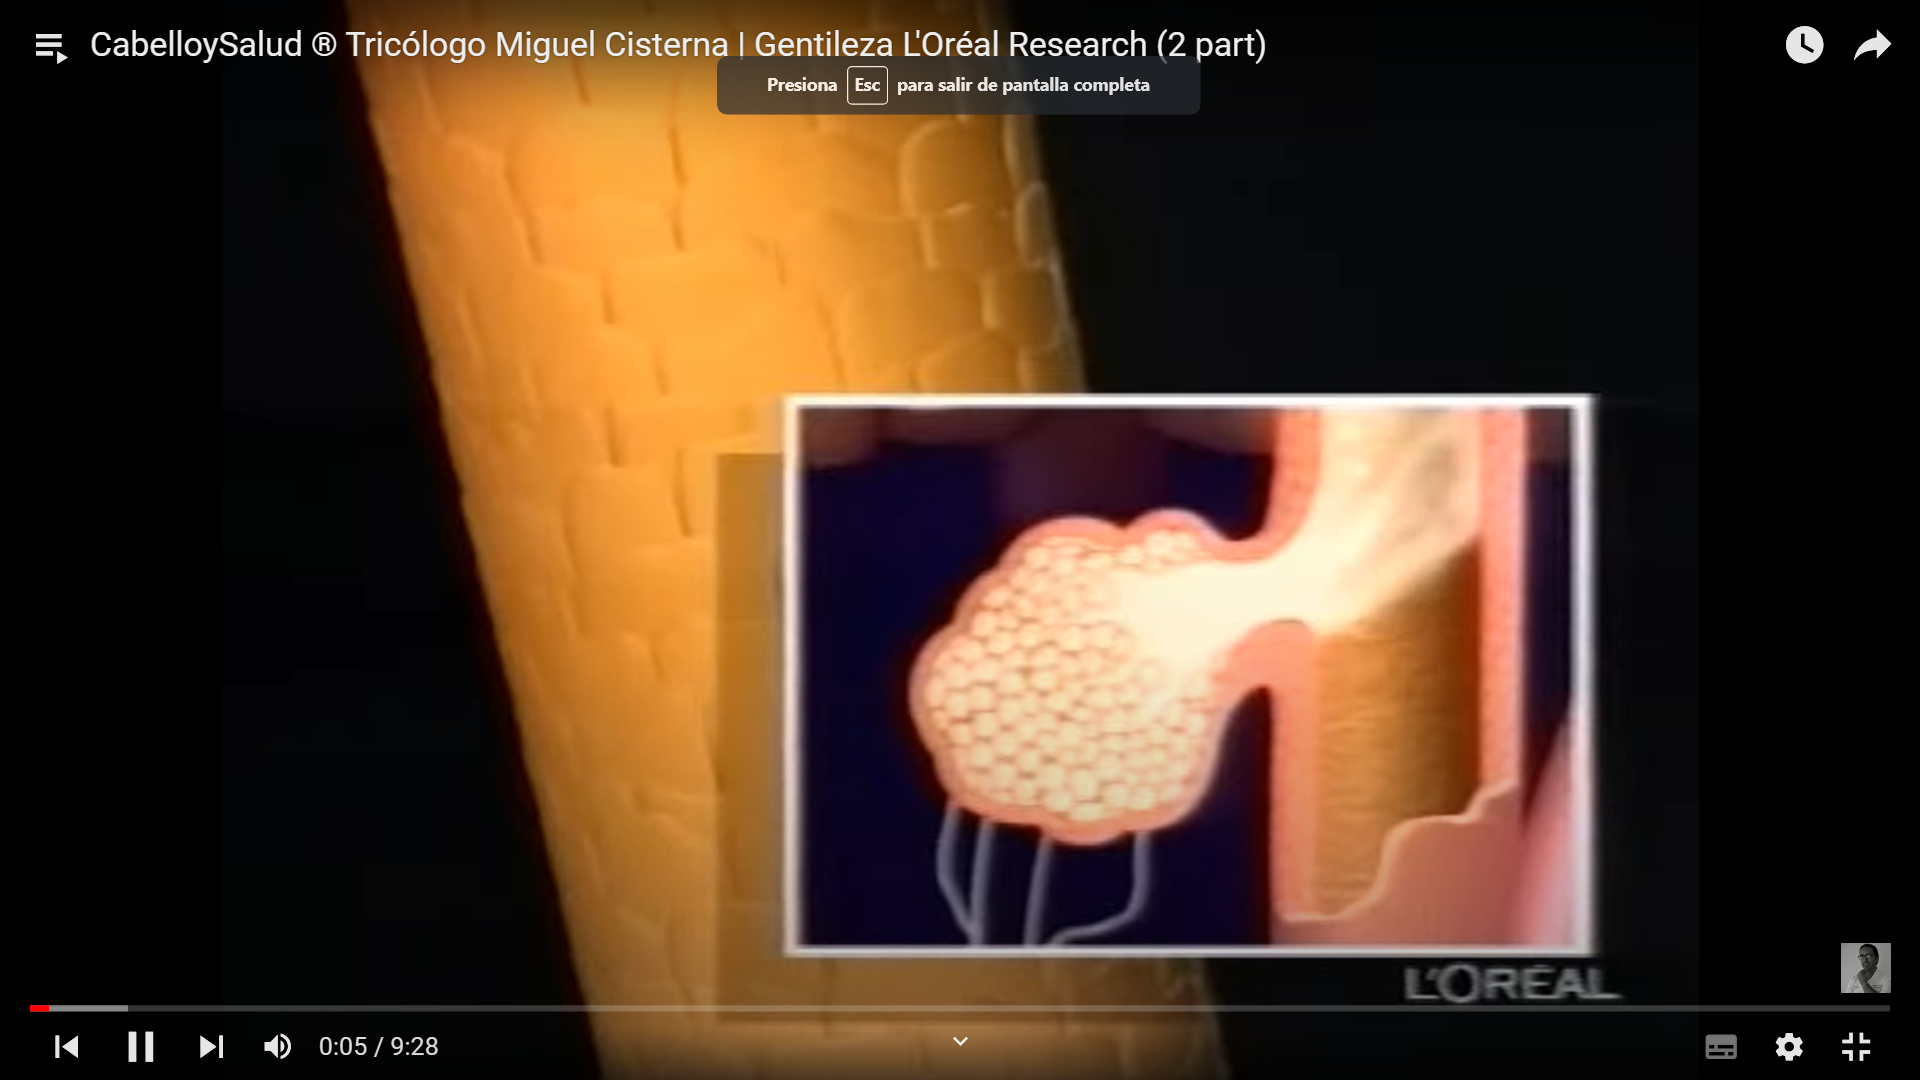 CabelloySalud ® Tricólogo Miguel Cisterna | Gentileza L'Oréal Research (2 part)
Presiona Esc para salir de pantalla completa
L'ORÉAL
0:05 / 9:28